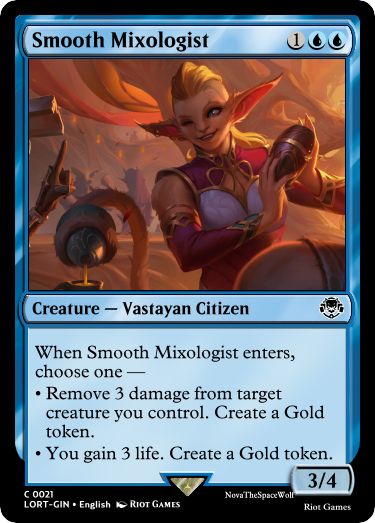 Smooth Mixologist 1
Creature — Vastayan Citizen
When Smooth Mixologist enters,
choose one —
• Remove 3 damage from target
creature you control. Create a Gold
token.
• You gain 3 life. Create a Gold token.
3/4
C 0021
NovaTheSpaceWolf
LORT-GIN • English Riot Games
Riot Games